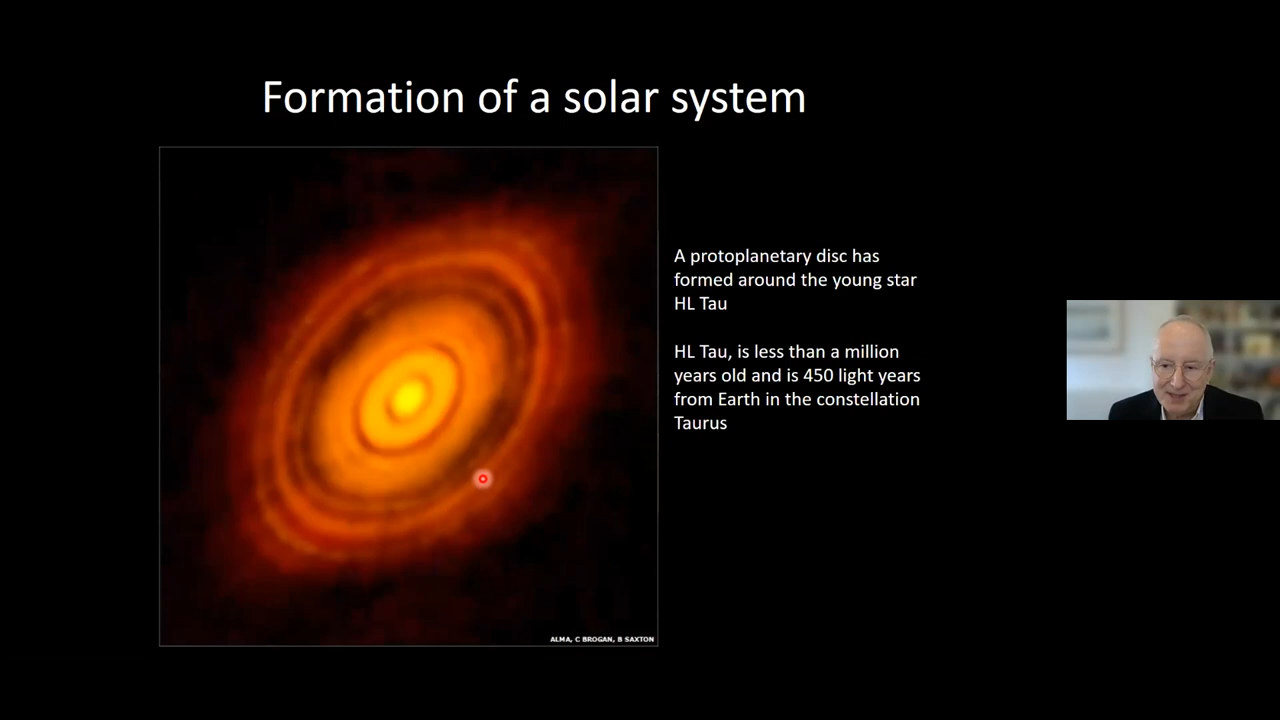 Formation of a solar system
A protoplanetary disc has
formed around the young star
HL Tau
HL Tau, is less than a million
years old and is 450 light years
from Earth in the constellation
Taurus
ALMA, C BROGAN, B SAXTON